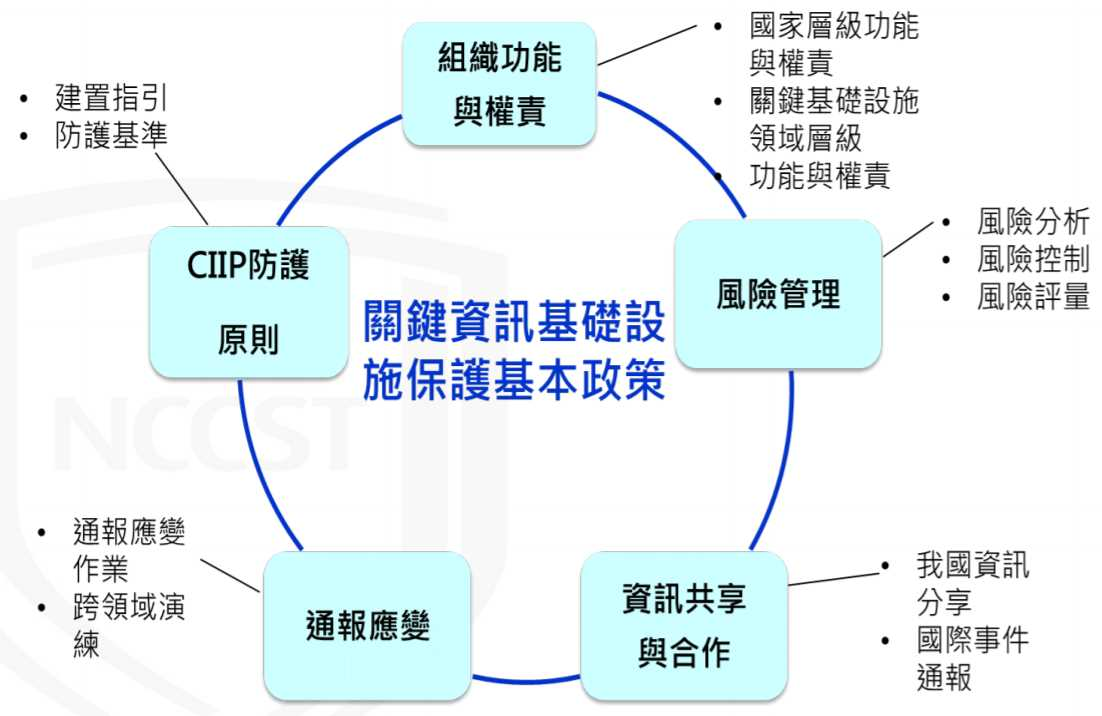 組織功能
與權責
• 國家層級功能
與權責
• 關鍵基礎設施
領域層級
• 功能與權責
• 建置指引
• 防護基準
CIIP防護
原則
風險管理
• 風險分析
• 風險控制
• 風險評量
關鍵資訊基礎設
施保護基本政策
NCCST
• 通報應變
作業
• 跨領域演
練
通報應變
資訊共享
與合作
• 我國資訊
分享
• 國際事件
通報